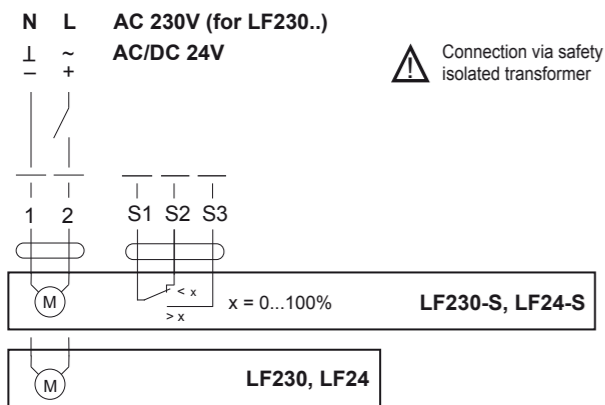 N L AC 230V (for LF230..)
⊥ ~ AC/DC 24V
– +
Connection via safety
isolated transformer
1 2 S1 S2 S3
M
< x
> x
x = 0...100%
LF230-S, LF24-S
M
LF230, LF24